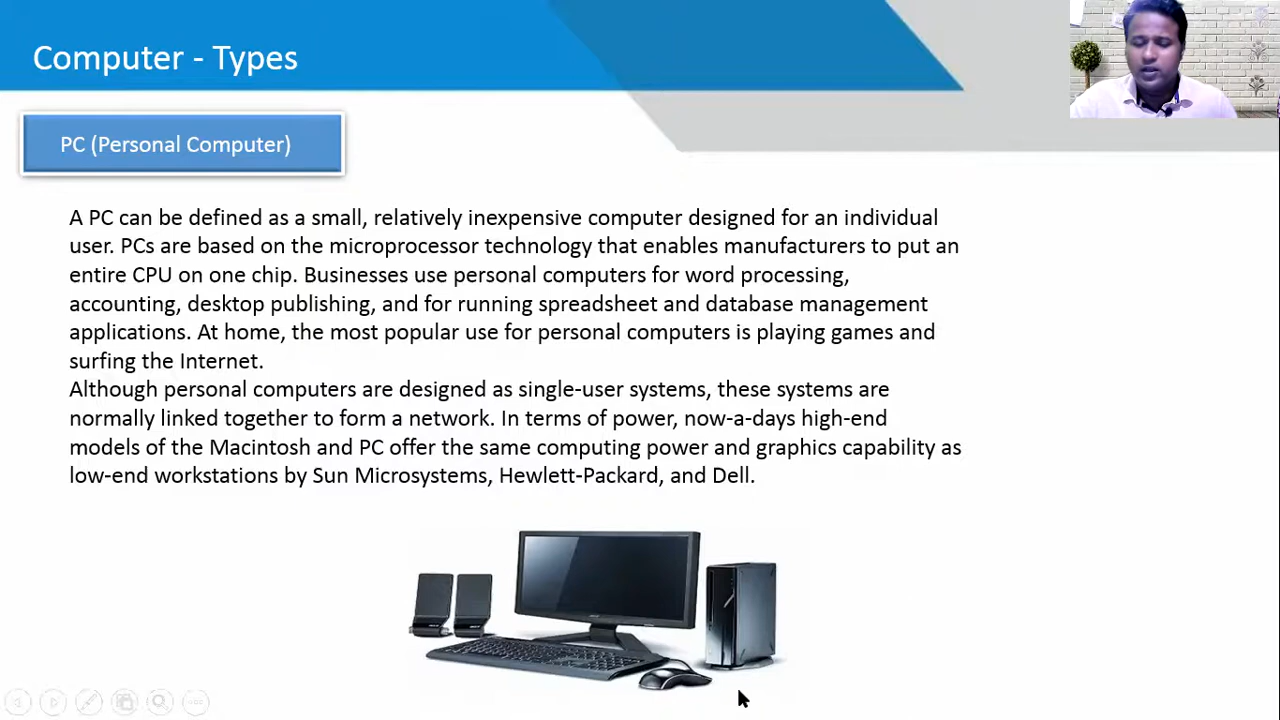 Computer - Types
PC (Personal Computer)
A PC can be defined as a small, relatively inexpensive computer designed for an individual
user. PCs are based on the microprocessor technology that enables manufacturers to put an
entire CPU on one chip. Businesses use personal computers for word processing,
accounting, desktop publishing, and for running spreadsheet and database management
applications. At home, the most popular use for personal computers is playing games and
surfing the Internet.
Although personal computers are designed as single-user systems, these systems are
normally linked together to form a network. In terms of power, now-a-days high-end
models of the Macintosh and PC offer the same computing power and graphics capability as
low-end workstations by Sun Microsystems, Hewlett-Packard, and Dell.